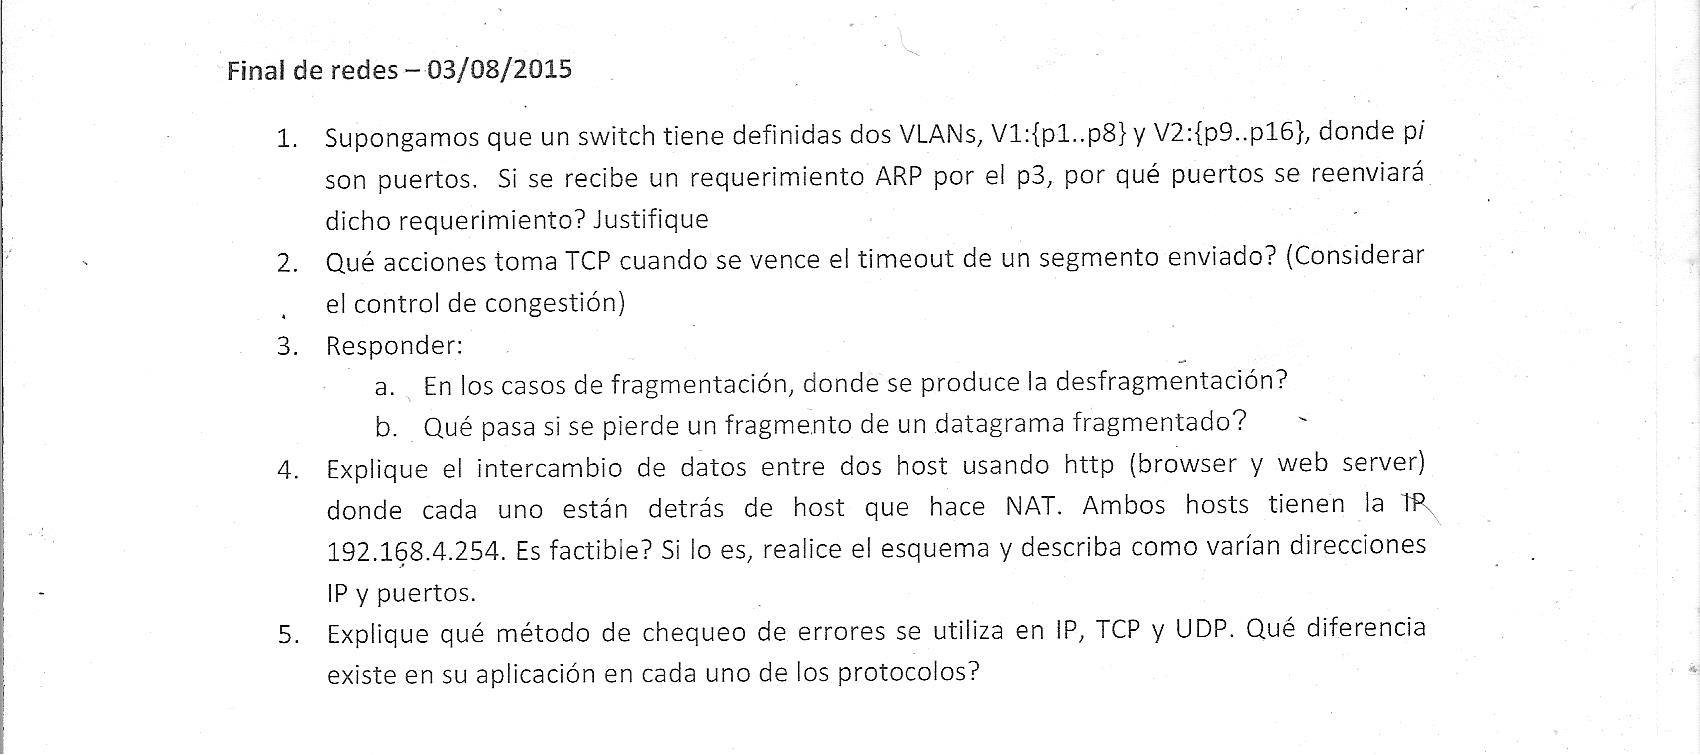 Final de redes – 03/08/2015
1. Supongamos que un switch tiene definidas dos VLANs, V1:{p1..p8} y V2:{p9..p16}, donde pi
son puertos. Si se recibe un requerimiento ARP por el p3, por qué puertos se reenviará
dicho requerimiento? Justifique
2. Qué acciones toma TCP cuando se vence el timeout de un segmento enviado? (Considerar
el control de congestión)
3. Responder:
a. En los casos de fragmentación, donde se produce la desfragmentación?
b. Qué pasa si se pierde un fragmento de un datagrama fragmentado?
4. Explique el intercambio de datos entre dos host usando http (browser y web server)
donde cada uno están detrás de host que hace NAT. Ambos hosts tienen la IP
192.168.4.254. Es factible? Si lo es, realice el esquema y describa como varían direcciones
IP y puertos.
5. Explique qué método de chequeo de errores se utiliza en IP, TCP y UDP. Qué diferencia
existe en su aplicación en cada uno de los protocolos?